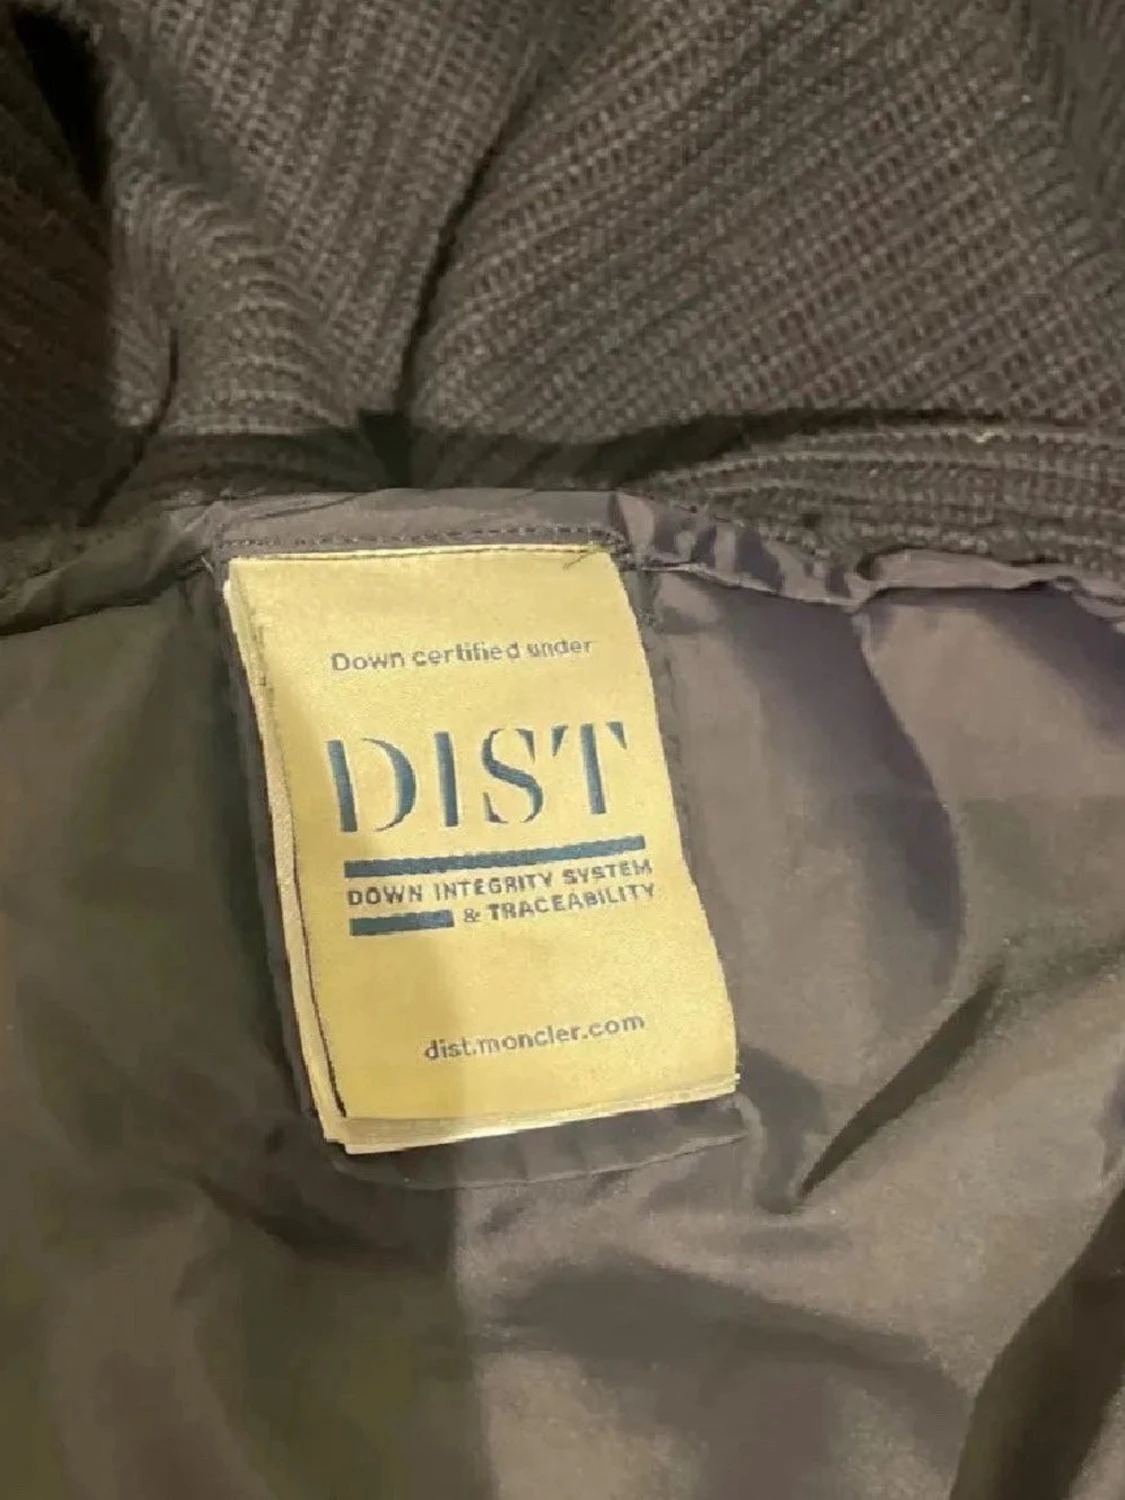 Down certified under
DIST
DOWN INTEGRITY SYSTEM
& TRACEABILITY
dist.moncler.com